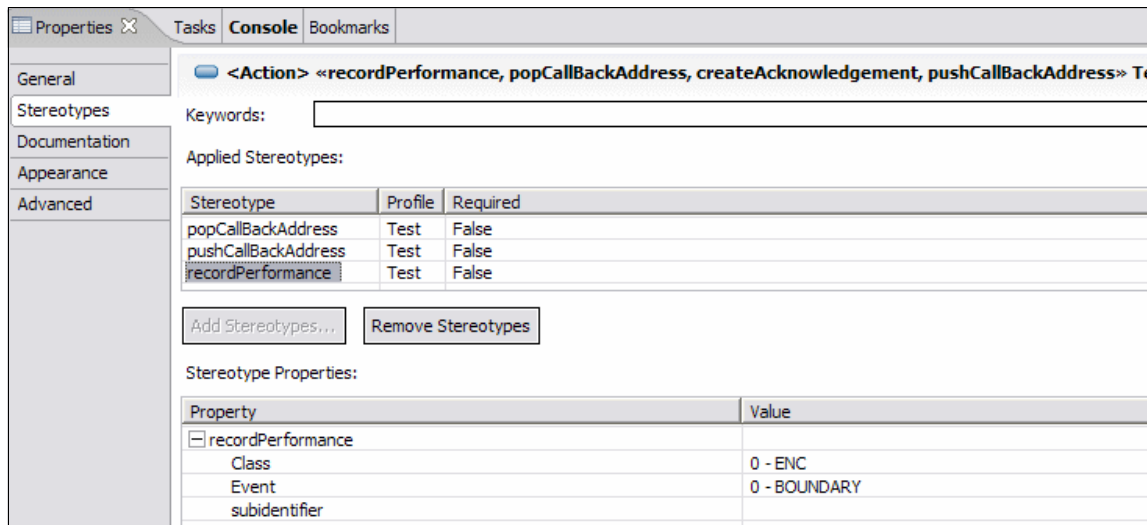 Properties Tasks Console Bookmarks
General
Stereotypes
Documentation
Appearance
Advanced
<Action> «recordPerformance, popCallBackAddress, createAcknowledgement, pushCallBackAddress»
Keywords:
Applied Stereotypes:
Stereotype Profile Required
popCallBackAddress Test False
pushCallBackAddress Test False
recordPerformance Test False
Add Stereotypes... Remove Stereotypes
Stereotype Properties:
Property Value
recordPerformance
Class 0 - ENC
Event 0 - BOUNDARY
subidentifier